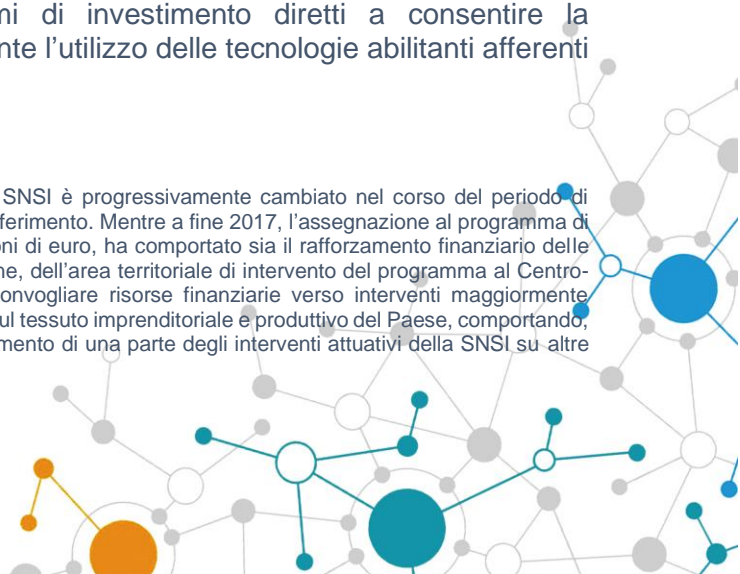 mi di investimento diretti a consentire la
nte l’utilizzo delle tecnologie abilitanti afferenti
SNSI è progressivamente cambiato nel corso del periodo di
ferimento. Mentre a fine 2017, l’assegnazione al programma di
oni di euro, ha comportato sia il rafforzamento finanziario delle
ne, dell’area territoriale di intervento del programma al Centro-
onvogliare risorse finanziarie verso interventi maggiormente
ul tessuto imprenditoriale e produttivo del Paese, comportando,
mento di una parte degli interventi attuativi della SNSI su altre